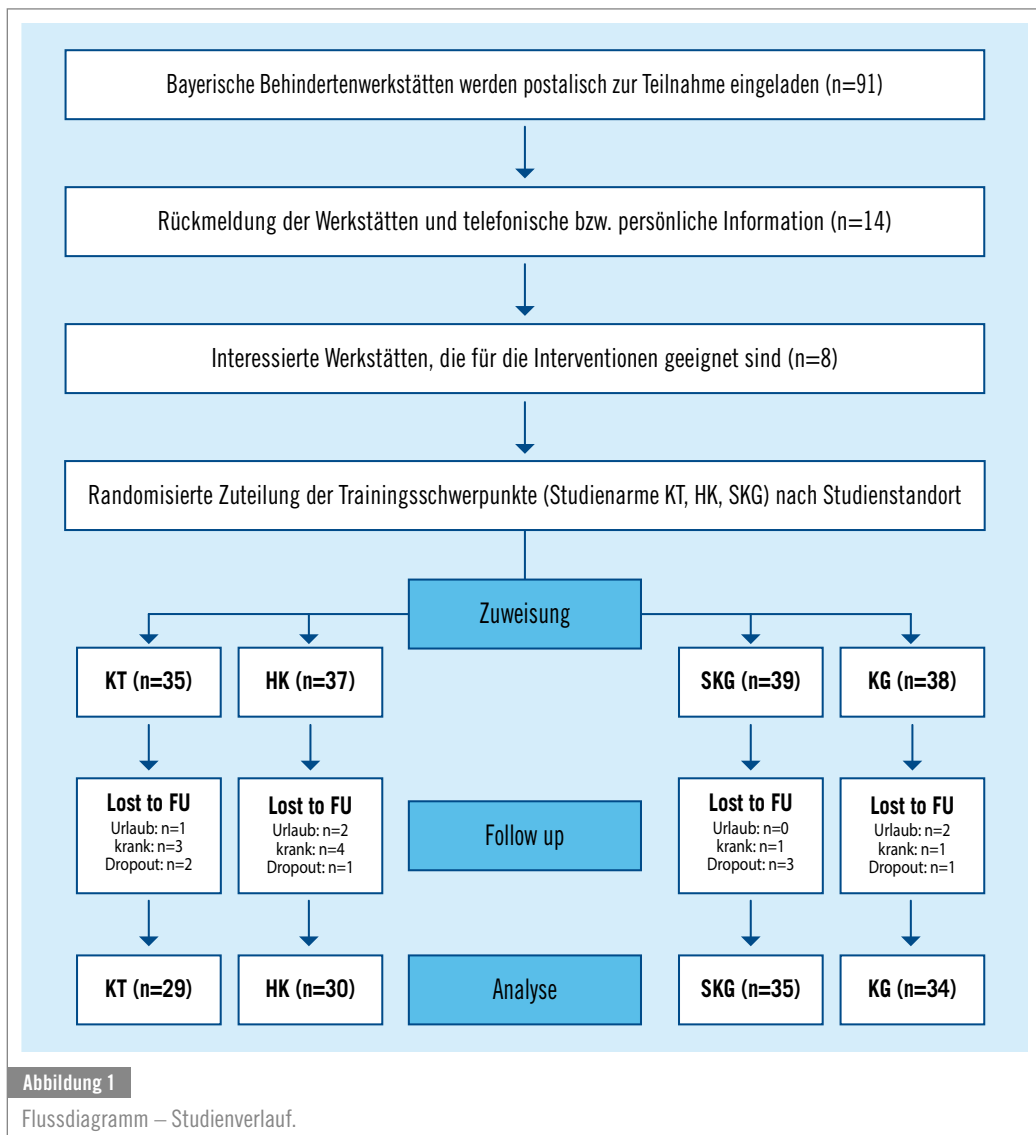 Bayerische Behindertenwerkstätten werden postalisch zur Teilnahme eingeladen (n=91)
Rückmeldung der Werkstätten und telefonische bzw. persönliche Information (n=14)
Interessierte Werkstätten, die für die Interventionen geeignet sind (n=8)
Randomisierte Zuteilung der Trainingsschwerpunkte (Studienarme KT, HK, SKG) nach Studienstandort
Zuweisung
KT (n=35)
HK (n=37)
SKG (n=39)
KG (n=38)
Lost to FU
Urlaub: n=1
krank: n=3
Dropout: n=2
Lost to FU
Urlaub: n=2
krank: n=4
Dropout: n=1
Follow up
Lost to FU
Urlaub: n=0
krank: n=1
Dropout: n=3
Lost to FU
Urlaub: n=2
krank: n=1
Dropout: n=1
KT (n=29)
HK (n=30)
Analyse
SKG (n=35)
KG (n=34)
Abbildung 1
Flussdiagramm – Studienverlauf.